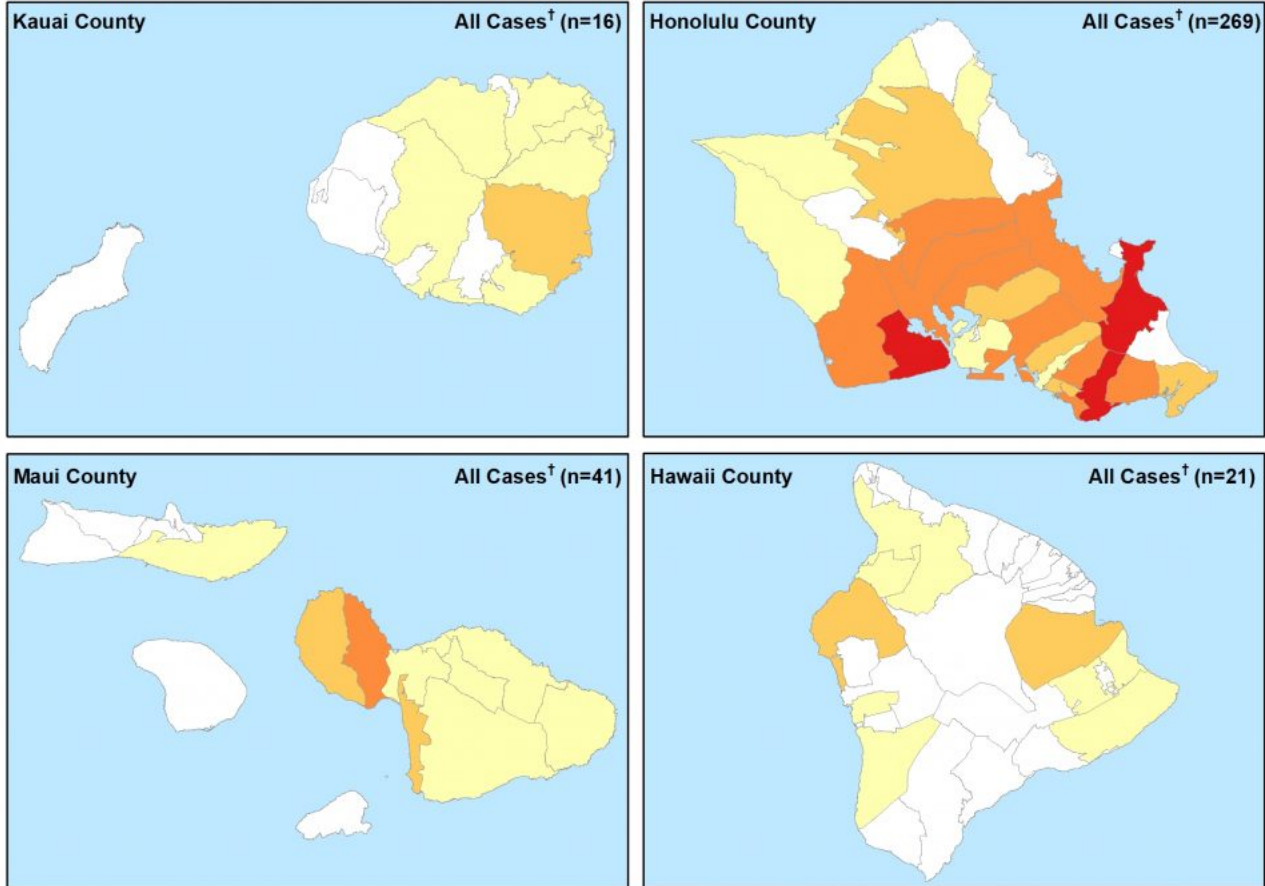 Kauai County All Cases† (n=16)
Honolulu County All Cases† (n=269)
Maui County All Cases† (n=41)
Hawaii County All Cases† (n=21)